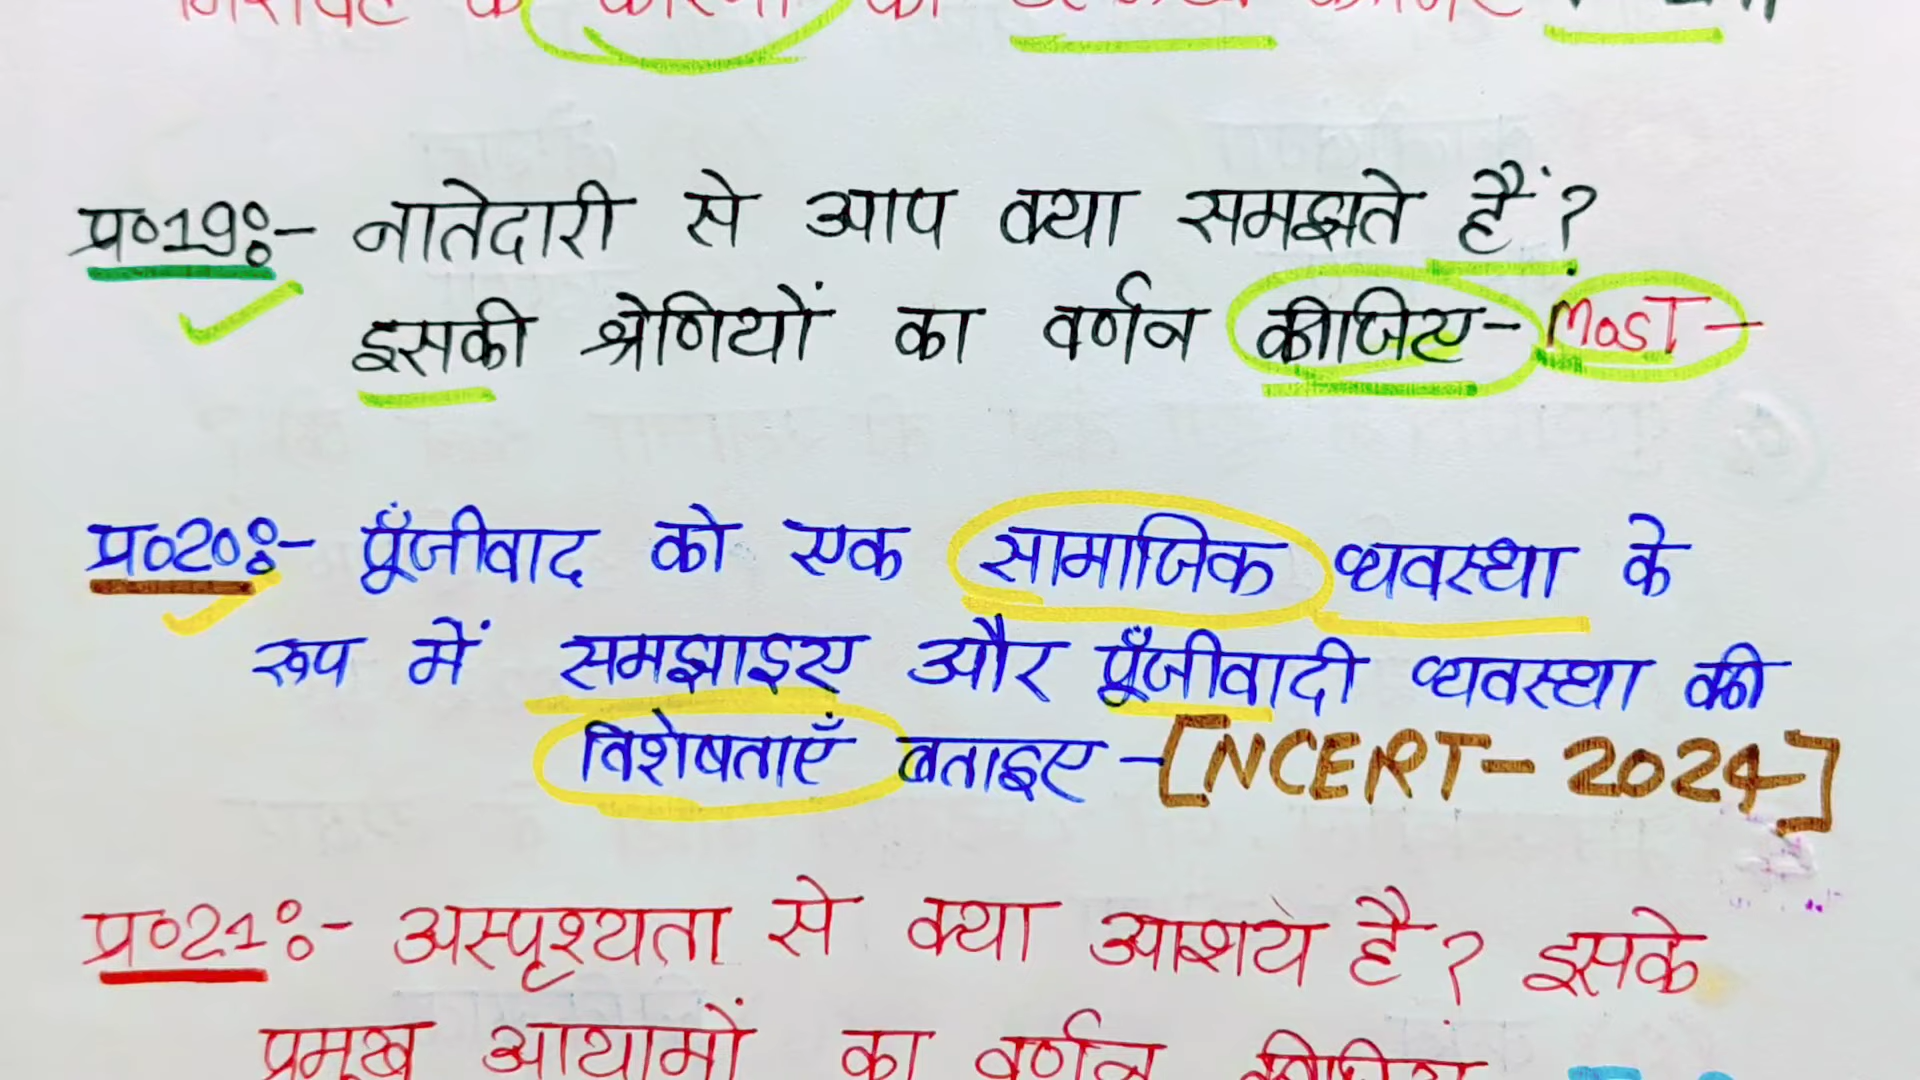 प्र०19ः- नातेदारी से आप क्या समझते हैं?
इसकी श्रेणियों का वर्णन कीजिए- MOST -
प्र०20ः- पूँजीवाद को एक सामाजिक व्यवस्था के
रूप में समझाइए और पूँजीवादी व्यवस्था की
विशेषताएँ बताइए -[NCERT- 2024]
प्र०21ः- अस्पृश्यता से क्या आशय है? इसके
प्रमुख आयामों का वर्णन कीजिए